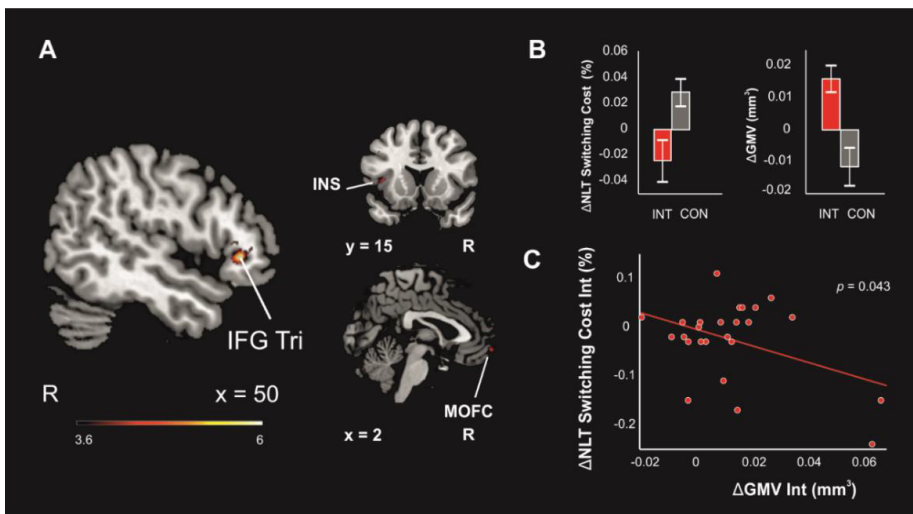 A
INS
y = 15
R
IFG Tri
R
x = 50
3.6
6
MOFC
x = 2
R
B
ΔNLT Switching Cost (%)
0.06
0.04
0.02
0
-0.02
-0.04
INT CON
ΔGMV (mm³)
0.02
0.01
0
-0.01
-0.02
INT CON
C
ΔNLT Switching Cost Int (%)
0.1
0
-0.1
-0.2
p = 0.043
-0.02 0 0.02 0.04 0.06
ΔGMV Int (mm³)